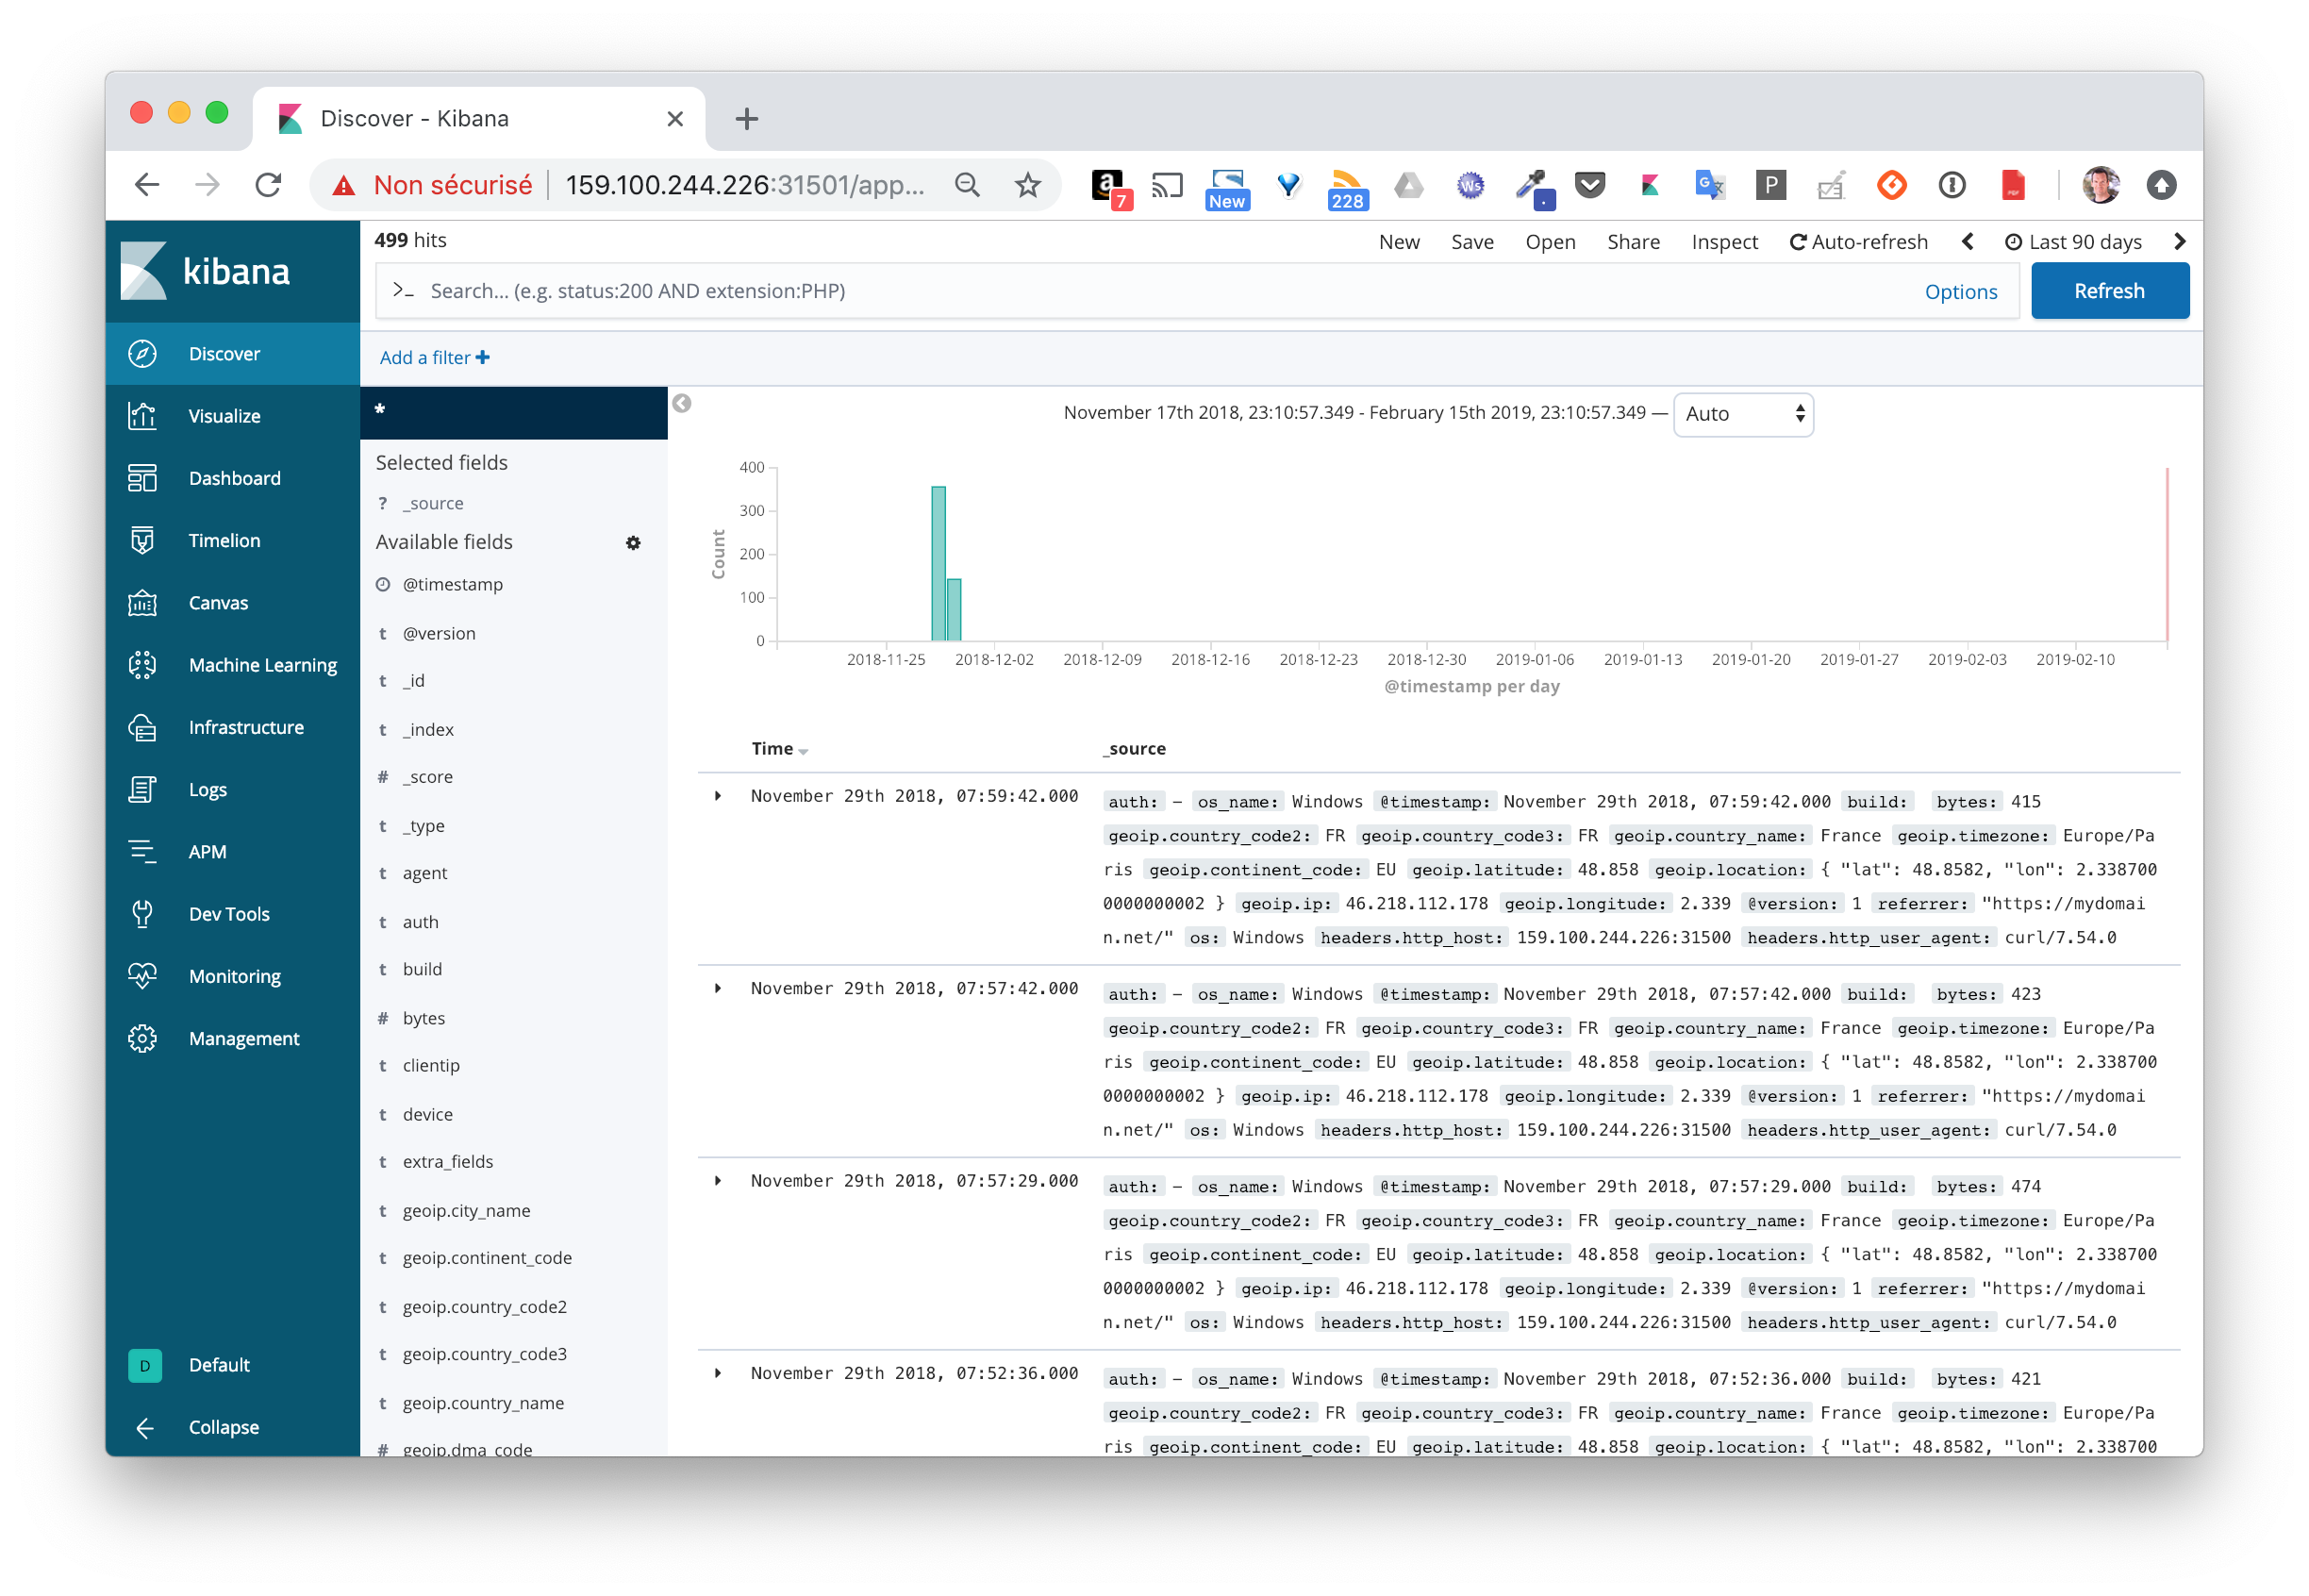 Discover - Kibana
Non sécurisé 159.100.244.226:31501/app...
7 New 228 Ws G P PDF
kibana
Discover
Visualize
Dashboard
Timelion
Canvas
Machine Learning
Infrastructure
Logs
APM
Dev Tools
Monitoring
Management
D Default
Collapse
499 hits
New Save Open Share Inspect Auto-refresh Last 90 days
>_ Search... (e.g. status:200 AND extension:PHP) Options Refresh
Add a filter +
*
Selected fields
? _source
Available fields
@timestamp
t @version
t _id
t _index
# _score
t _type
t agent
t auth
t build
# bytes
t clientip
t device
t extra_fields
t geoip.city_name
t geoip.continent_code
t geoip.country_code2
t geoip.country_code3
t geoip.country_name
# geoip.dma_code
November 17th 2018, 23:10:57.349 - February 15th 2019, 23:10:57.349 — Auto
400
300
200
100
0
Count
2018-11-25 2018-12-02 2018-12-09 2018-12-16 2018-12-23 2018-12-30 2019-01-06 2019-01-13 2019-01-20 2019-01-27 2019-02-03 2019-02-10
@timestamp per day
Time _source
November 29th 2018, 07:59:42.000 auth: – os_name: Windows @timestamp: November 29th 2018, 07:59:42.000 build: bytes: 415
geoip.country_code2: FR geoip.country_code3: FR geoip.country_name: France geoip.timezone: Europe/Pa
ris geoip.continent_code: EU geoip.latitude: 48.858 geoip.location: { "lat": 48.8582, "lon": 2.338700
0000000002 } geoip.ip: 46.218.112.178 geoip.longitude: 2.339 @version: 1 referrer: "https://mydomai
n.net/" os: Windows headers.http_host: 159.100.244.226:31500 headers.http_user_agent: curl/7.54.0
November 29th 2018, 07:57:42.000 auth: – os_name: Windows @timestamp: November 29th 2018, 07:57:42.000 build: bytes: 423
geoip.country_code2: FR geoip.country_code3: FR geoip.country_name: France geoip.timezone: Europe/Pa
ris geoip.continent_code: EU geoip.latitude: 48.858 geoip.location: { "lat": 48.8582, "lon": 2.338700
0000000002 } geoip.ip: 46.218.112.178 geoip.longitude: 2.339 @version: 1 referrer: "https://mydomai
n.net/" os: Windows headers.http_host: 159.100.244.226:31500 headers.http_user_agent: curl/7.54.0
November 29th 2018, 07:57:29.000 auth: – os_name: Windows @timestamp: November 29th 2018, 07:57:29.000 build: bytes: 474
geoip.country_code2: FR geoip.country_code3: FR geoip.country_name: France geoip.timezone: Europe/Pa
ris geoip.continent_code: EU geoip.latitude: 48.858 geoip.location: { "lat": 48.8582, "lon": 2.338700
0000000002 } geoip.ip: 46.218.112.178 geoip.longitude: 2.339 @version: 1 referrer: "https://mydomai
n.net/" os: Windows headers.http_host: 159.100.244.226:31500 headers.http_user_agent: curl/7.54.0
November 29th 2018, 07:52:36.000 auth: – os_name: Windows @timestamp: November 29th 2018, 07:52:36.000 build: bytes: 421
geoip.country_code2: FR geoip.country_code3: FR geoip.country_name: France geoip.timezone: Europe/Pa
ris geoip.continent_code: EU geoip.latitude: 48.858 geoip.location: { "lat": 48.8582, "lon": 2.338700